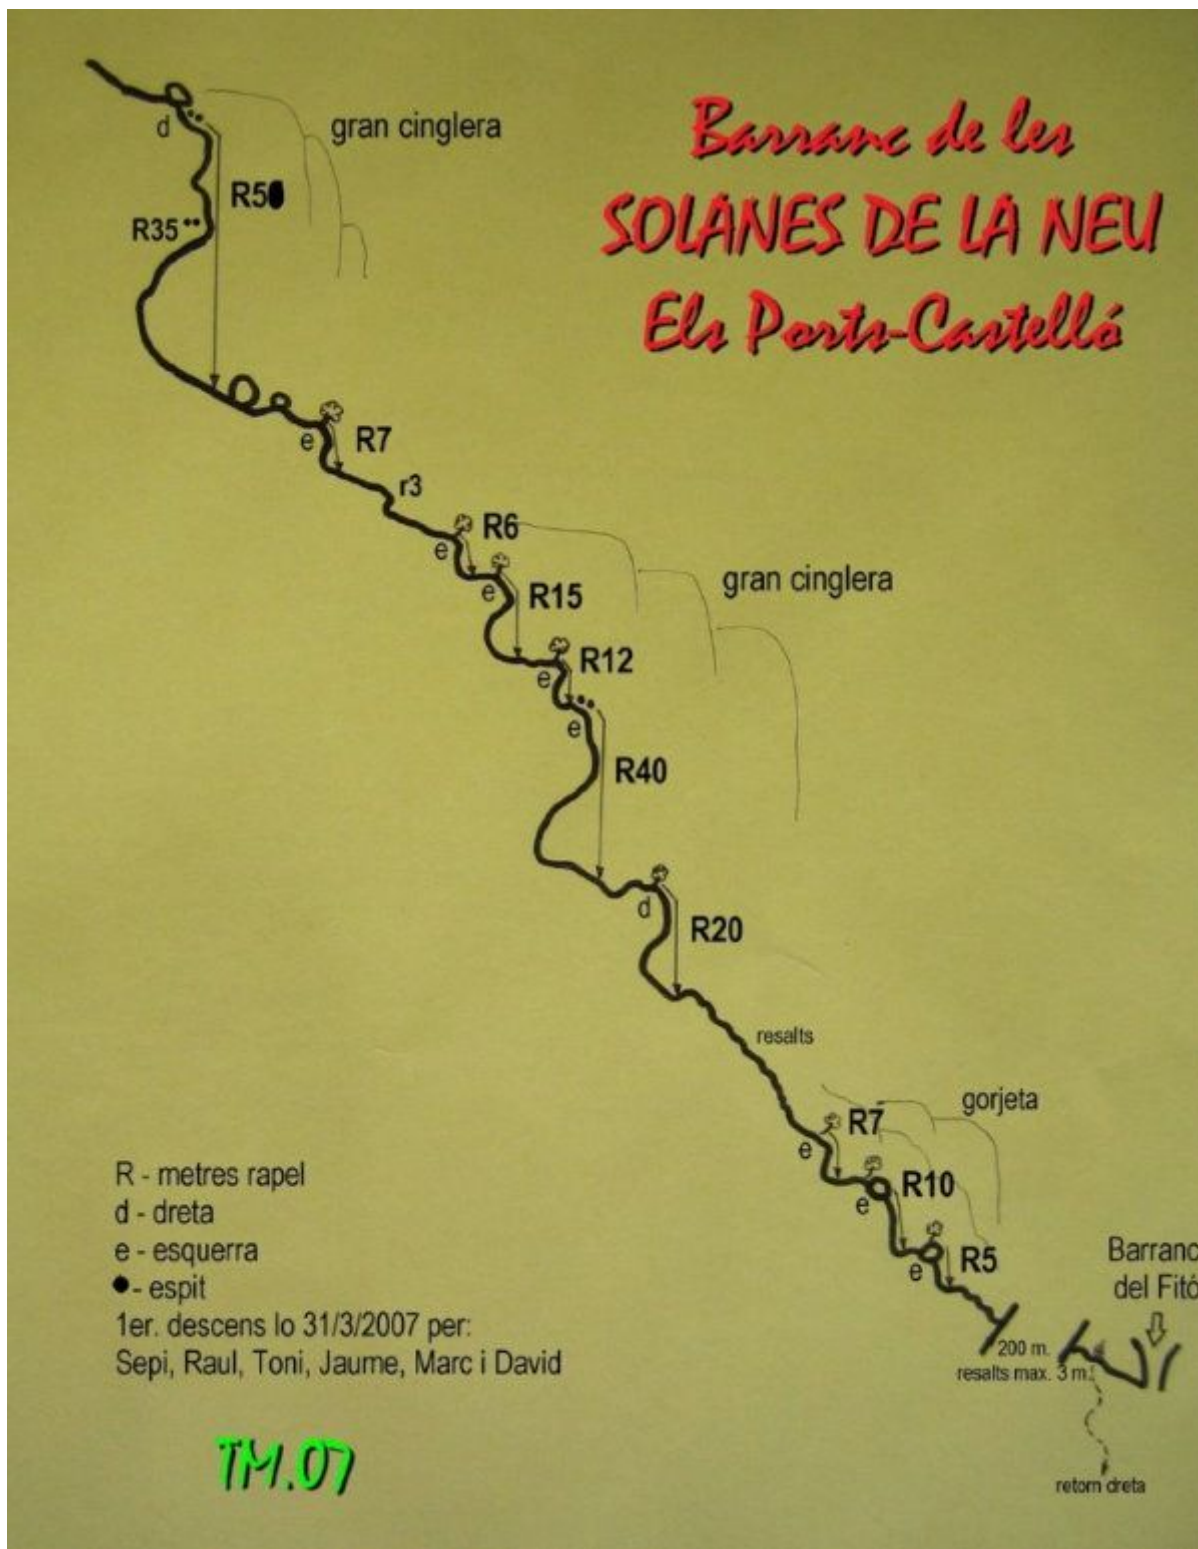 Barranc de les
SOLANES DE LA NEU
Els Ports-Castelló
gran cinglera
d
R35
e
R7
r3
R6
e
e
R15
gran cinglera
R12
e
e
R40
d
R20
resalts
gorjeta
R7
e
R10
e
R5
e
Barranc
del Fitó
200 m.
resalts max. 3 m.
retorn dreta
R - metres rapel
d - dreta
e - esquerra
- espit
1er. descens lo 31/3/2007 per:
Sepi, Raul, Toni, Jaume, Marc i David
TM.07